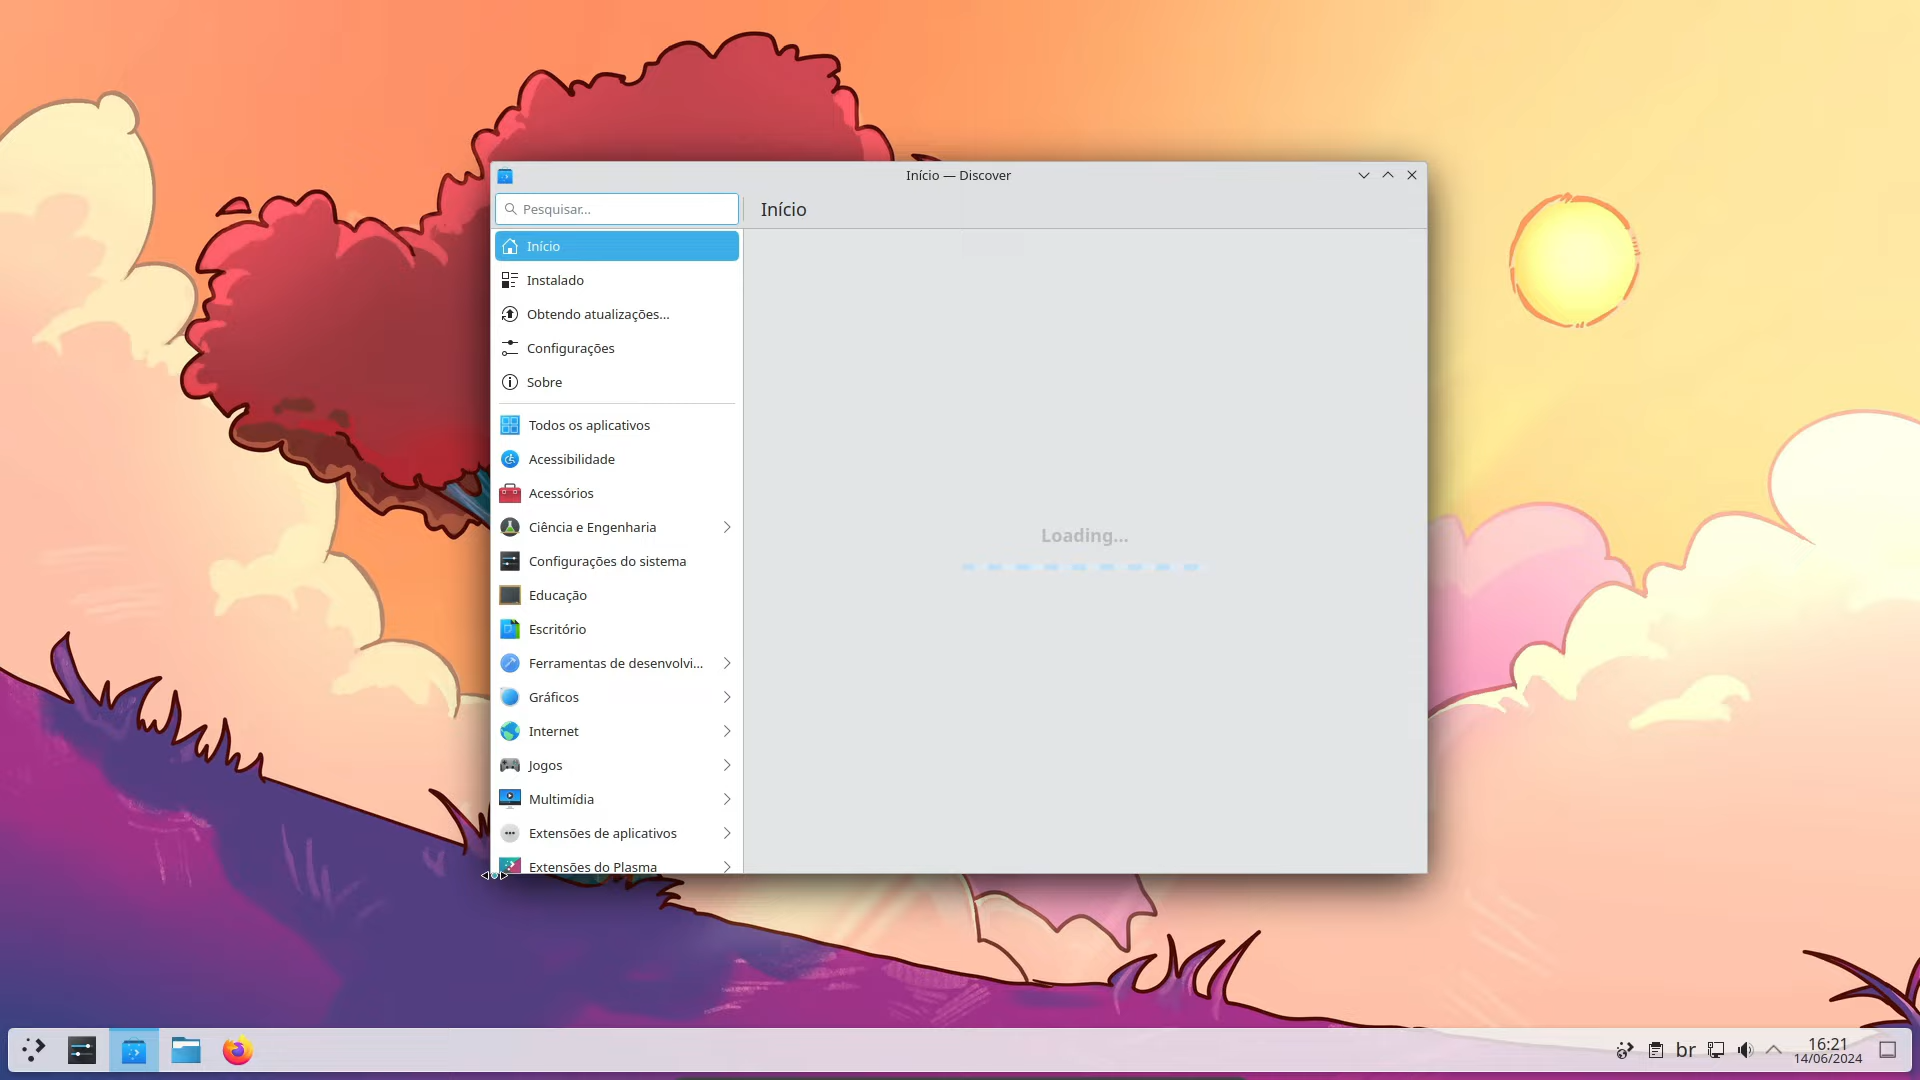 Início — Discover
Pesquisar...
Início
Início
Instalado
Obtendo atualizações...
Configurações
Sobre
Todos os aplicativos
Acessibilidade
Acessórios
Ciência e Engenharia
Configurações do sistema
Educação
Escritório
Ferramentas de desenvolvi...
Gráficos
Internet
Jogos
Multimídia
Extensões de aplicativos
Extensões do Plasma
Loading...
br
16:21
14/06/2024